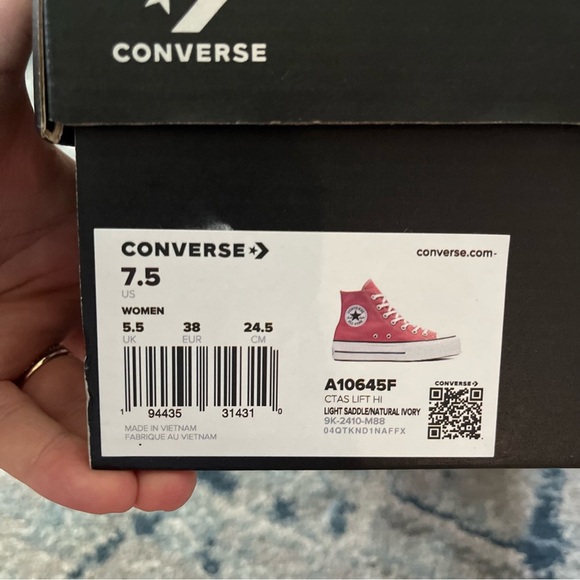 CONVERSE
CONVERSE
converse.com
7.5
US
WOMEN
5.5 38 24.5
UK EUR CM
1 94435 31431 0
MADE IN VIETNAM
FABRIQUE AU VIETNAM
A10645F
CTAS LIFT HI
LIGHT SADDLE/NATURAL IVORY
9K-2410-M88
04QTKND1NAFFX
CONVERSE